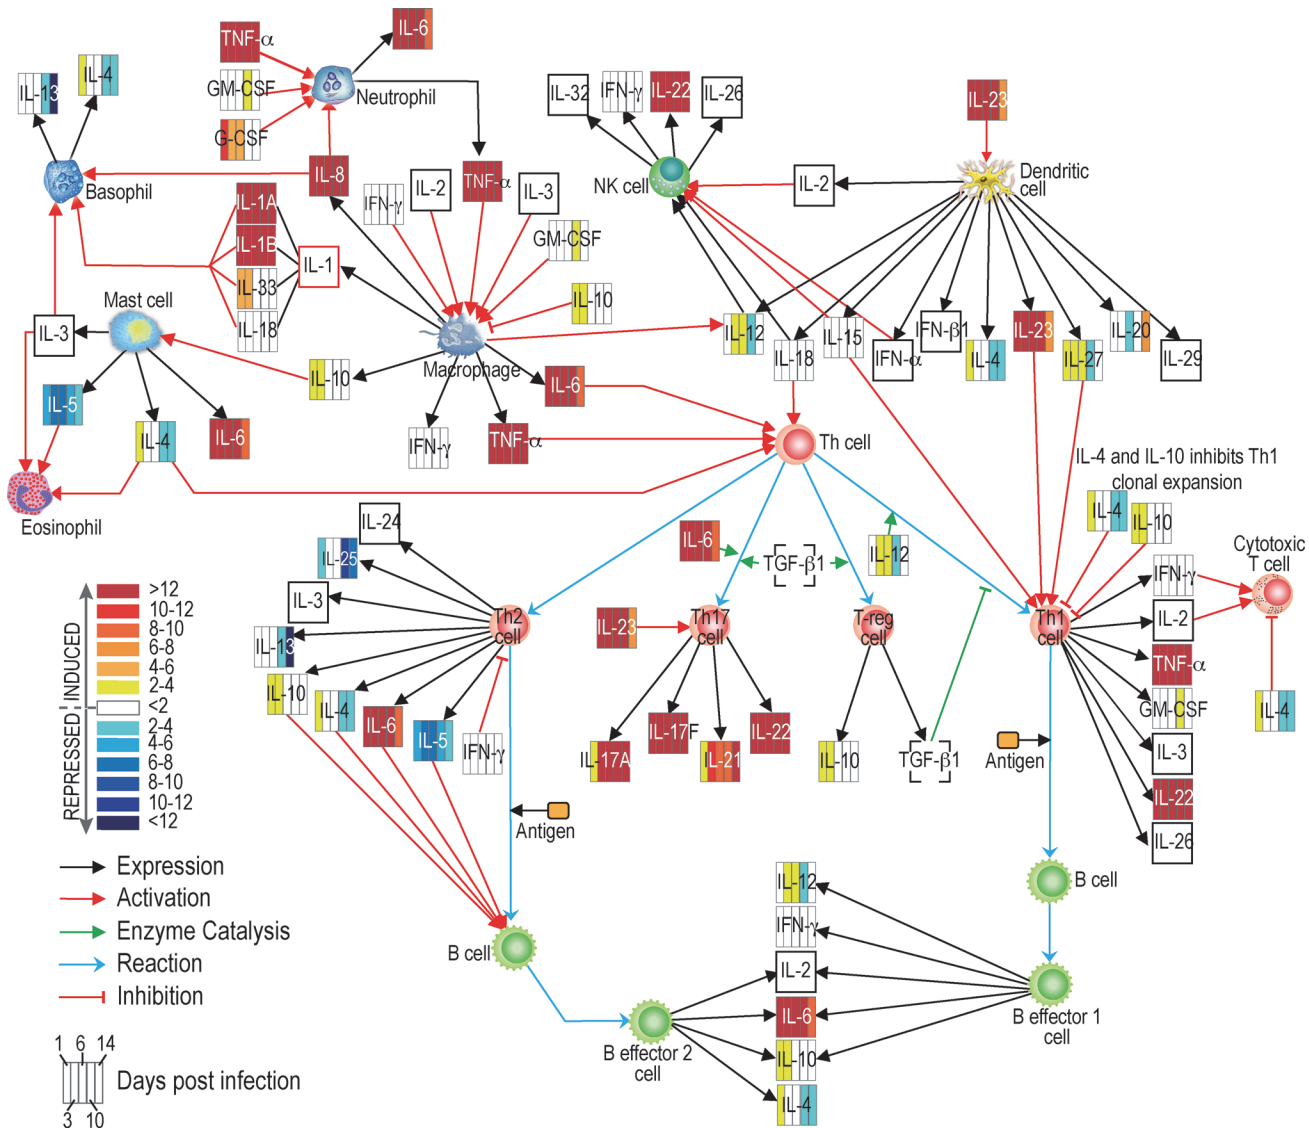 TNF-α
IL-6
GM-CSF
Neutrophil
G-CSF
IL-13
IL-4
Basophil
IL-8
IL-32
IFN-γ
IL-22
IL-26
NK cell
IL-2
IL-23
Dendritic
cell
IFN-γ
IL-2
TNF-α
IL-3
GM-CSF
IL-10
IL-1A
IL-1B
IL-33
IL-18
IL-1
Mast cell
IL-3
IL-5
IL-4
IL-6
Eosinophil
Macrophage
IL-10
IFN-γ
TNF-α
IL-6
IL-12
IL-18
IL-15
IFN-α
IFN-β1
IL-4
IL-23
IL-27
IL-20
IL-29
Th cell
IL-4 and IL-10 inhibits Th1
clonal expansion
IL-4
IL-10
Cytotoxic
T cell
IL-24
IL-25
IL-3
IL-13
IL-10
IL-4
IL-6
IL-5
IFN-γ
Th2
cell
IL-6
TGF-β1
IL-12
IL-23
Th17
cell
T-reg
cell
Th1
cell
IL-17A
IL-17F
IL-21
IL-22
IL-10
TGF-β1
IFN-γ
IL-2
TNF-α
GM-CSF
IL-3
IL-22
IL-26
IL-4
Antigen
Antigen
B cell
B cell
B effector 2
cell
B effector 1
cell
IL-12
IFN-γ
IL-2
IL-6
IL-10
IL-4
INDUCED
REPRESSED
>12
10-12
8-10
6-8
4-6
2-4
<2
2-4
4-6
6-8
8-10
10-12
<12
Expression
Activation
Enzyme Catalysis
Reaction
Inhibition
1 6 14
Days post infection
3 10